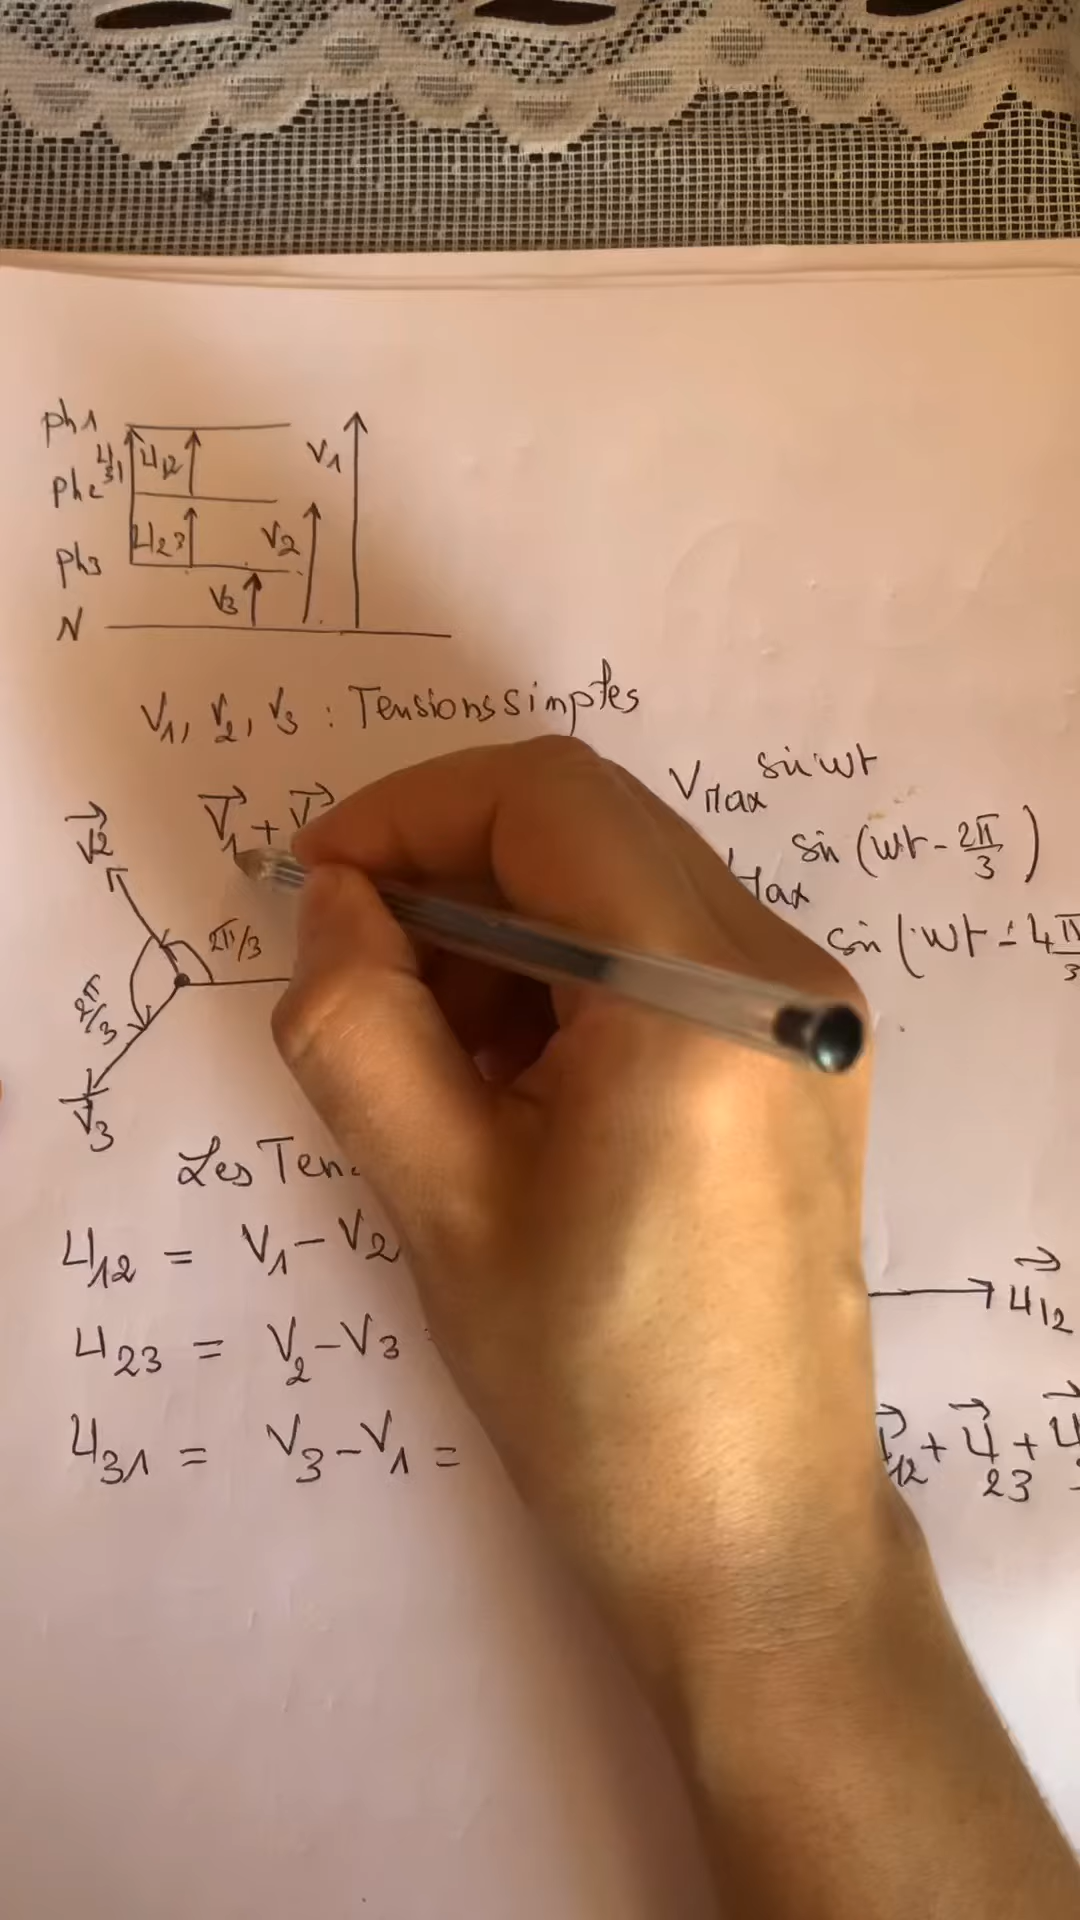 ph1
U31 U12 V1
ph2
U23 V2
ph3
V3
N
V1, V2, V3 : Tensions simples
VMax sin wt
V2 V1 + V
Max sin (wt - 2π/3)
2π/3
sin (wt - 4π/3
2π/3
V3
Les Ten
U12 = V1 - V2
U12
U23 = V2 - V3
U31 = V3 - V1 =
12 + U23 + U